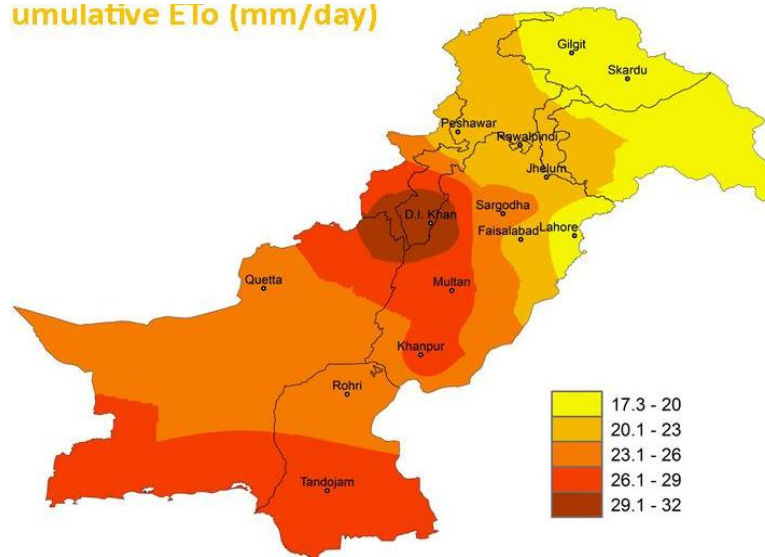 umulative ETo (mm/day)
Gilgit
Skardu
Peshawar
Rawalpindi
Jhelum
Sargodha
D.I. Khan
Faisalabad
Lahore
Quetta
Multan
Khanpur
Rohri
Tandojam
17.3 - 20
20.1 - 23
23.1 - 26
26.1 - 29
29.1 - 32